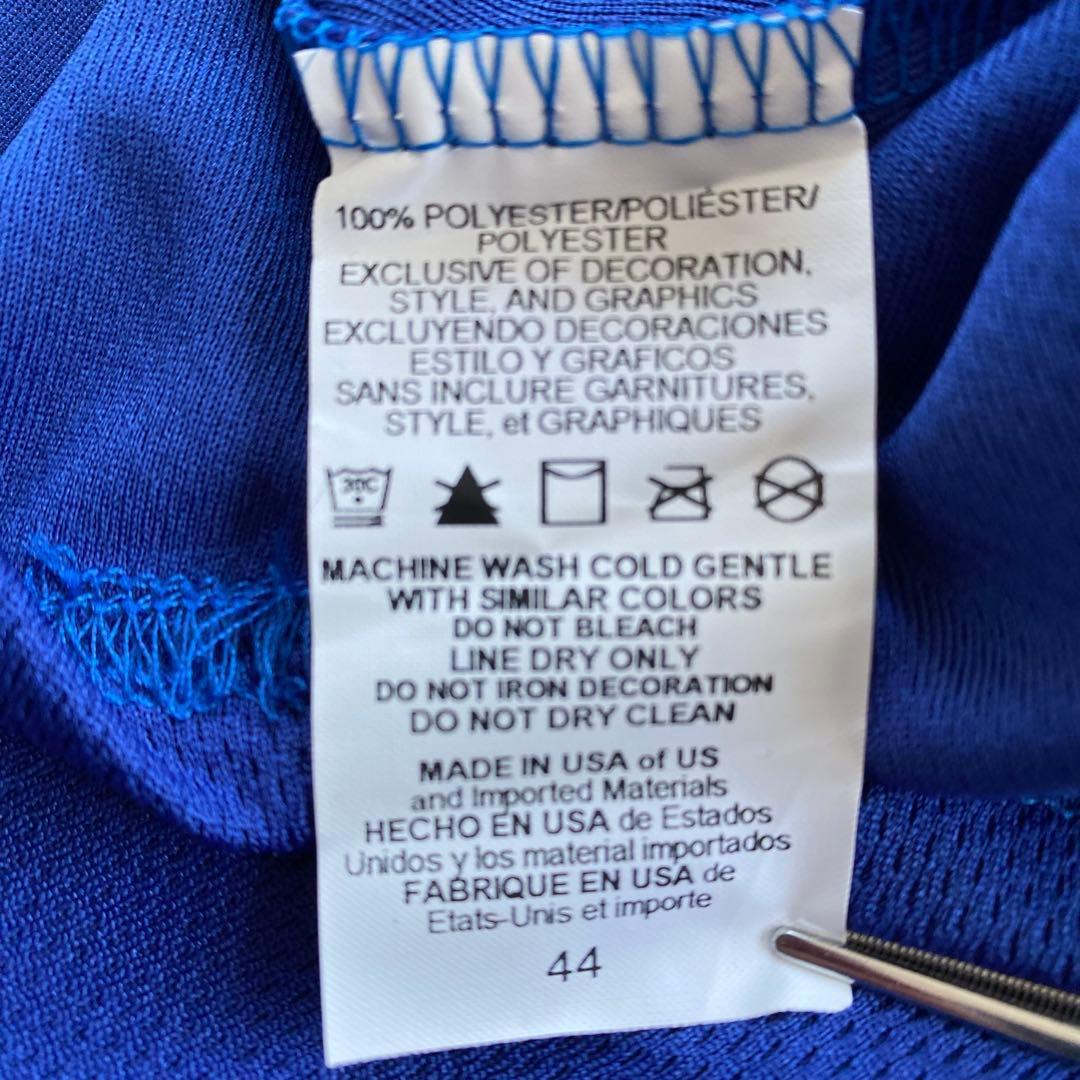 100% POLYESTER/POLIÉSTER/
POLYESTER
EXCLUSIVE OF DECORATION,
STYLE, AND GRAPHICS
EXCLUYENDO DECORACIONES
ESTILO Y GRAFICOS
SANS INCLURE GARNITURES,
STYLE, et GRAPHIQUES
30C
MACHINE WASH COLD GENTLE
WITH SIMILAR COLORS
DO NOT BLEACH
LINE DRY ONLY
DO NOT IRON DECORATION
DO NOT DRY CLEAN
MADE IN USA of US
and Imported Materials
HECHO EN USA de Estados
Unidos y los material importados
FABRIQUE EN USA de
Etats-Unis et importe
44